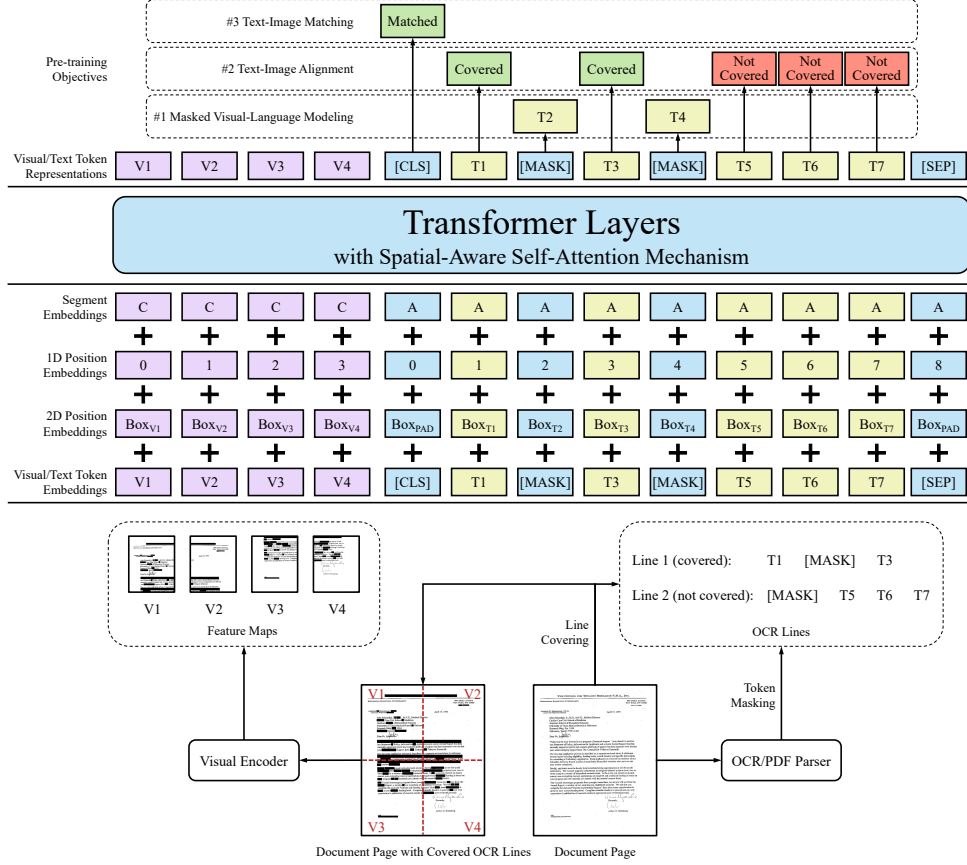 #3 Text-Image Matching
Matched
Pre-training Objectives
#2 Text-Image Alignment
Covered Covered Not Covered Not Covered Not Covered
#1 Masked Visual-Language Modeling
T2 T4
Visual/Text Token Representations
V1 V2 V3 V4 [CLS] T1 [MASK] T3 [MASK] T5 T6 T7 [SEP]
Transformer Layers
with Spatial-Aware Self-Attention Mechanism
Segment Embeddings
C C C C A A A A A A A A A
+ + + + + + + + + + + + +
1D Position Embeddings
0 1 2 3 0 1 2 3 4 5 6 7 8
+ + + + + + + + + + + + +
2D Position Embeddings
BoxV1 BoxV2 BoxV3 BoxV4 BoxPAD BoxT1 BoxT2 BoxT3 BoxT4 BoxT5 BoxT6 BoxT7 BoxPAD
+ + + + + + + + + + + + +
Visual/Text Token Embeddings
V1 V2 V3 V4 [CLS] T1 [MASK] T3 [MASK] T5 T6 T7 [SEP]
V1 V2 V3 V4
Feature Maps
Line 1 (covered): T1 [MASK] T3
Line 2 (not covered): [MASK] T5 T6 T7
OCR Lines
Line Covering
Token Masking
Visual Encoder
V1 V2
V3 V4
OCR/PDF Parser
Document Page with Covered OCR Lines
Document Page